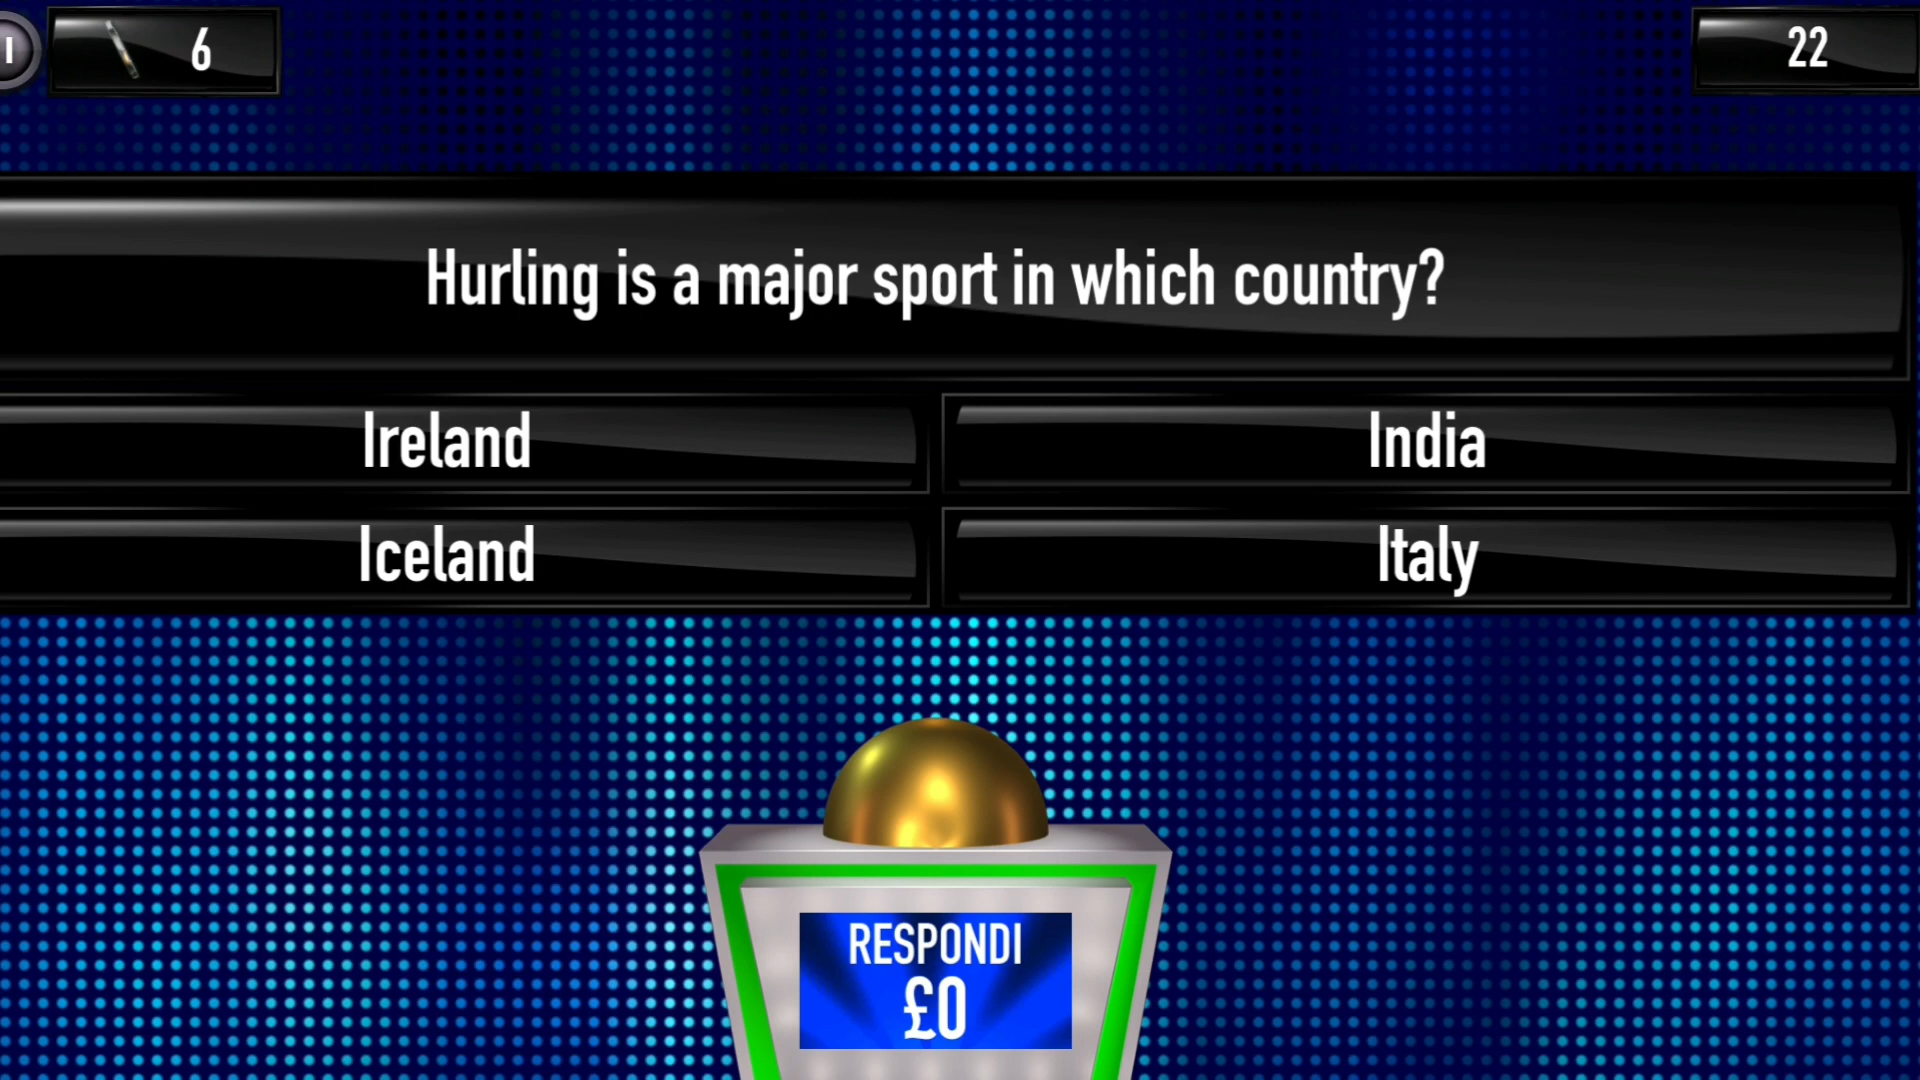 6
22
Hurling is a major sport in which country?
Ireland
India
Iceland
Italy
RESPONDI
£0